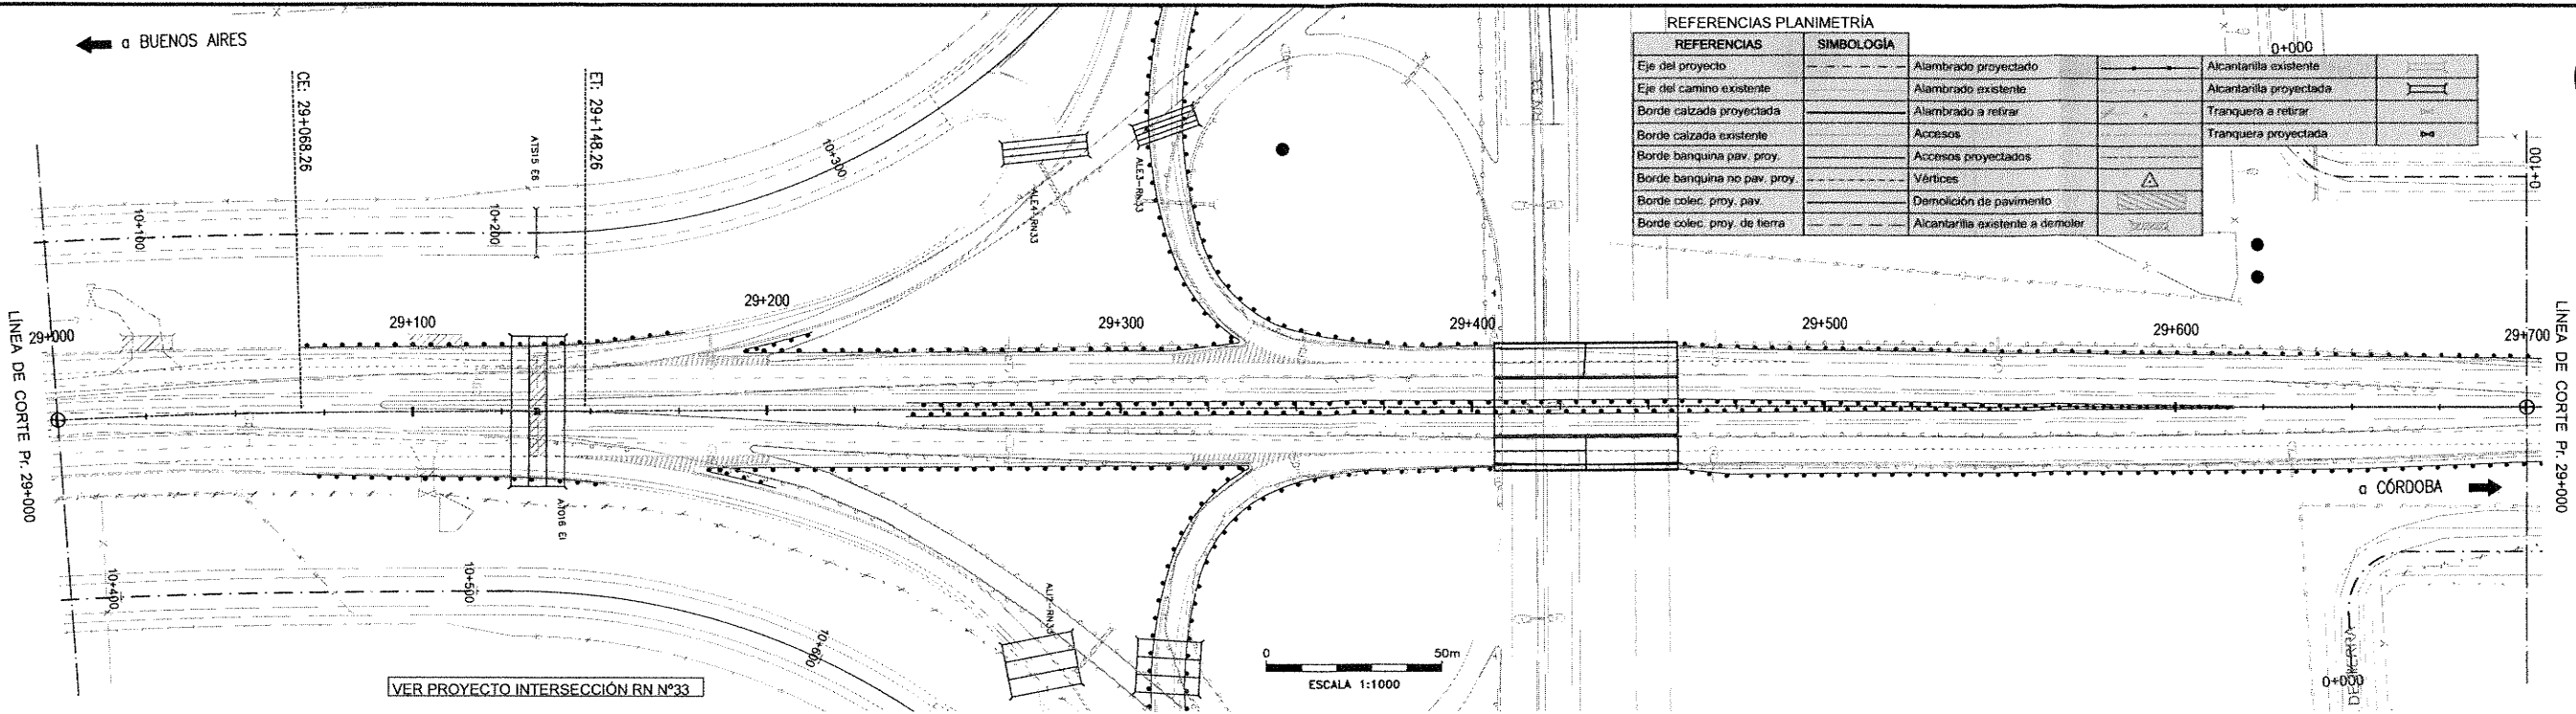 a BUENOS AIRES
CE: 29+068.26
ET: 29+148.26
ATS15 E6
10+100
10+200
10+300
ALE3-RN33
REFERENCIAS PLANIMETRÍA
REFERENCIAS SIMBOLOGÍA
Eje del proyecto Alambrado proyectado Alcantarilla existente
Eje del camino existente Alambrado existente Alcantarilla proyectada
Borde calzada proyectada Alambrado a retirar Tranquera a retirar
Borde calzada existente Accesos Tranquera proyectada
Borde banquina pav. proy. Accesos proyectados
Borde banquina no pav. proy. Vértices
Borde colec. proy. pav. Demolición de pavimento
Borde colec. proy. de tierra Alcantarilla existente a demoler
0+000
0+100
LÍNEA DE CORTE Pr. 29+000
29+000
29+100
29+200
29+300
29+400
29+500
29+600
29+700
LÍNEA DE CORTE Pr. 29+000
a CÓRDOBA
10+400
10+500
10+600
VER PROYECTO INTERSECCIÓN RN Nº33
0 50m
ESCALA 1:1000
0+000